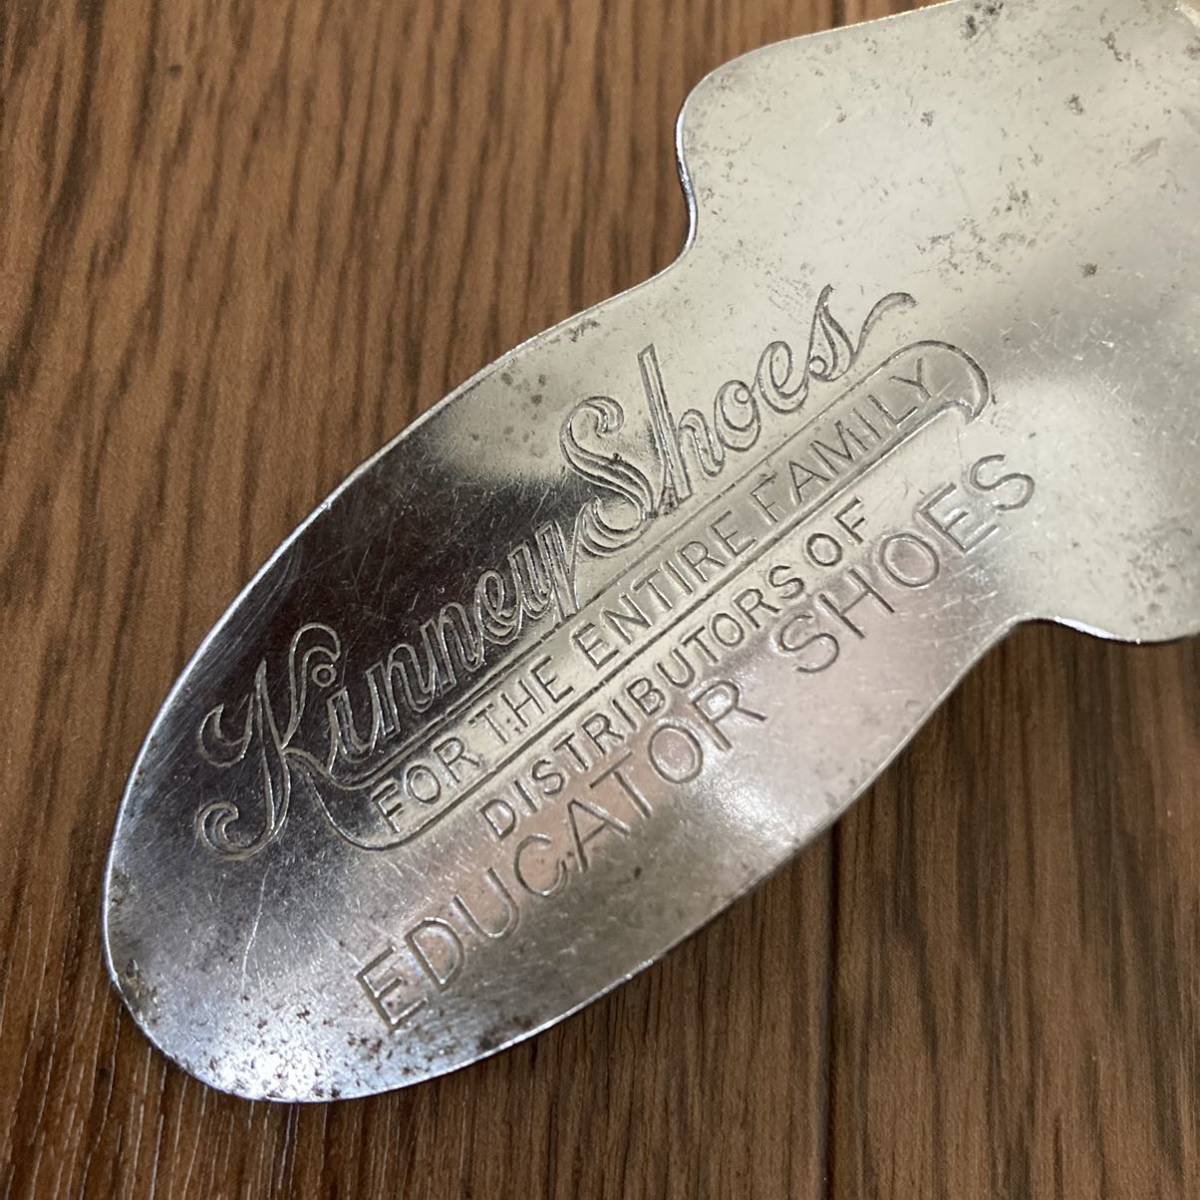 Kinney Shoes
FOR THE ENTIRE FAMILY
DISTRIBUTORS OF
EDUCATOR SHOES